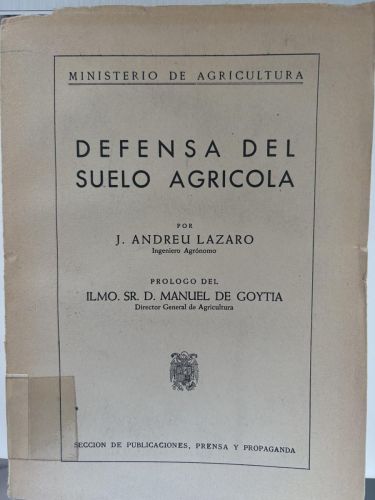 MINISTERIO DE AGRICULTURA
DEFENSA DEL
SUELO AGRICOLA
POR
J. ANDREU LAZARO
Ingeniero Agrónomo
PROLOGO DEL
ILMO. SR. D. MANUEL DE GOYTIA
Director General de Agricultura
SECCION DE PUBLICACIONES, PRENSA Y PROPAGANDA